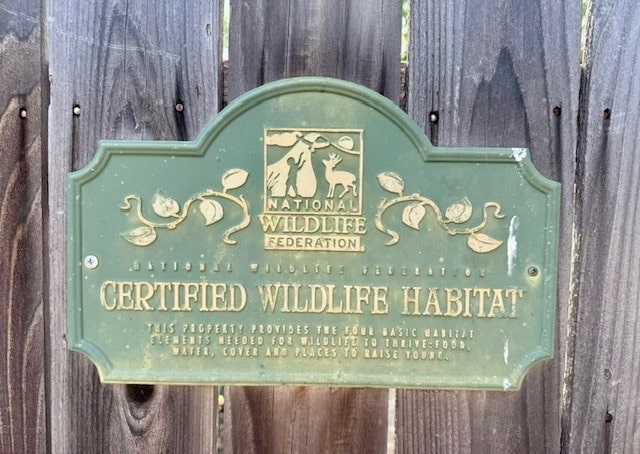 NATIONAL
WILDLIFE
FEDERATION
NATIONAL WILDLIFE FEDERATION
CERTIFIED WILDLIFE HABITAT
THIS PROPERTY PROVIDES THE FOUR BASIC HABITAT
ELEMENTS NEEDED FOR WILDLIFE TO THRIVE: FOOD,
WATER, COVER AND PLACES TO RAISE YOUNG.